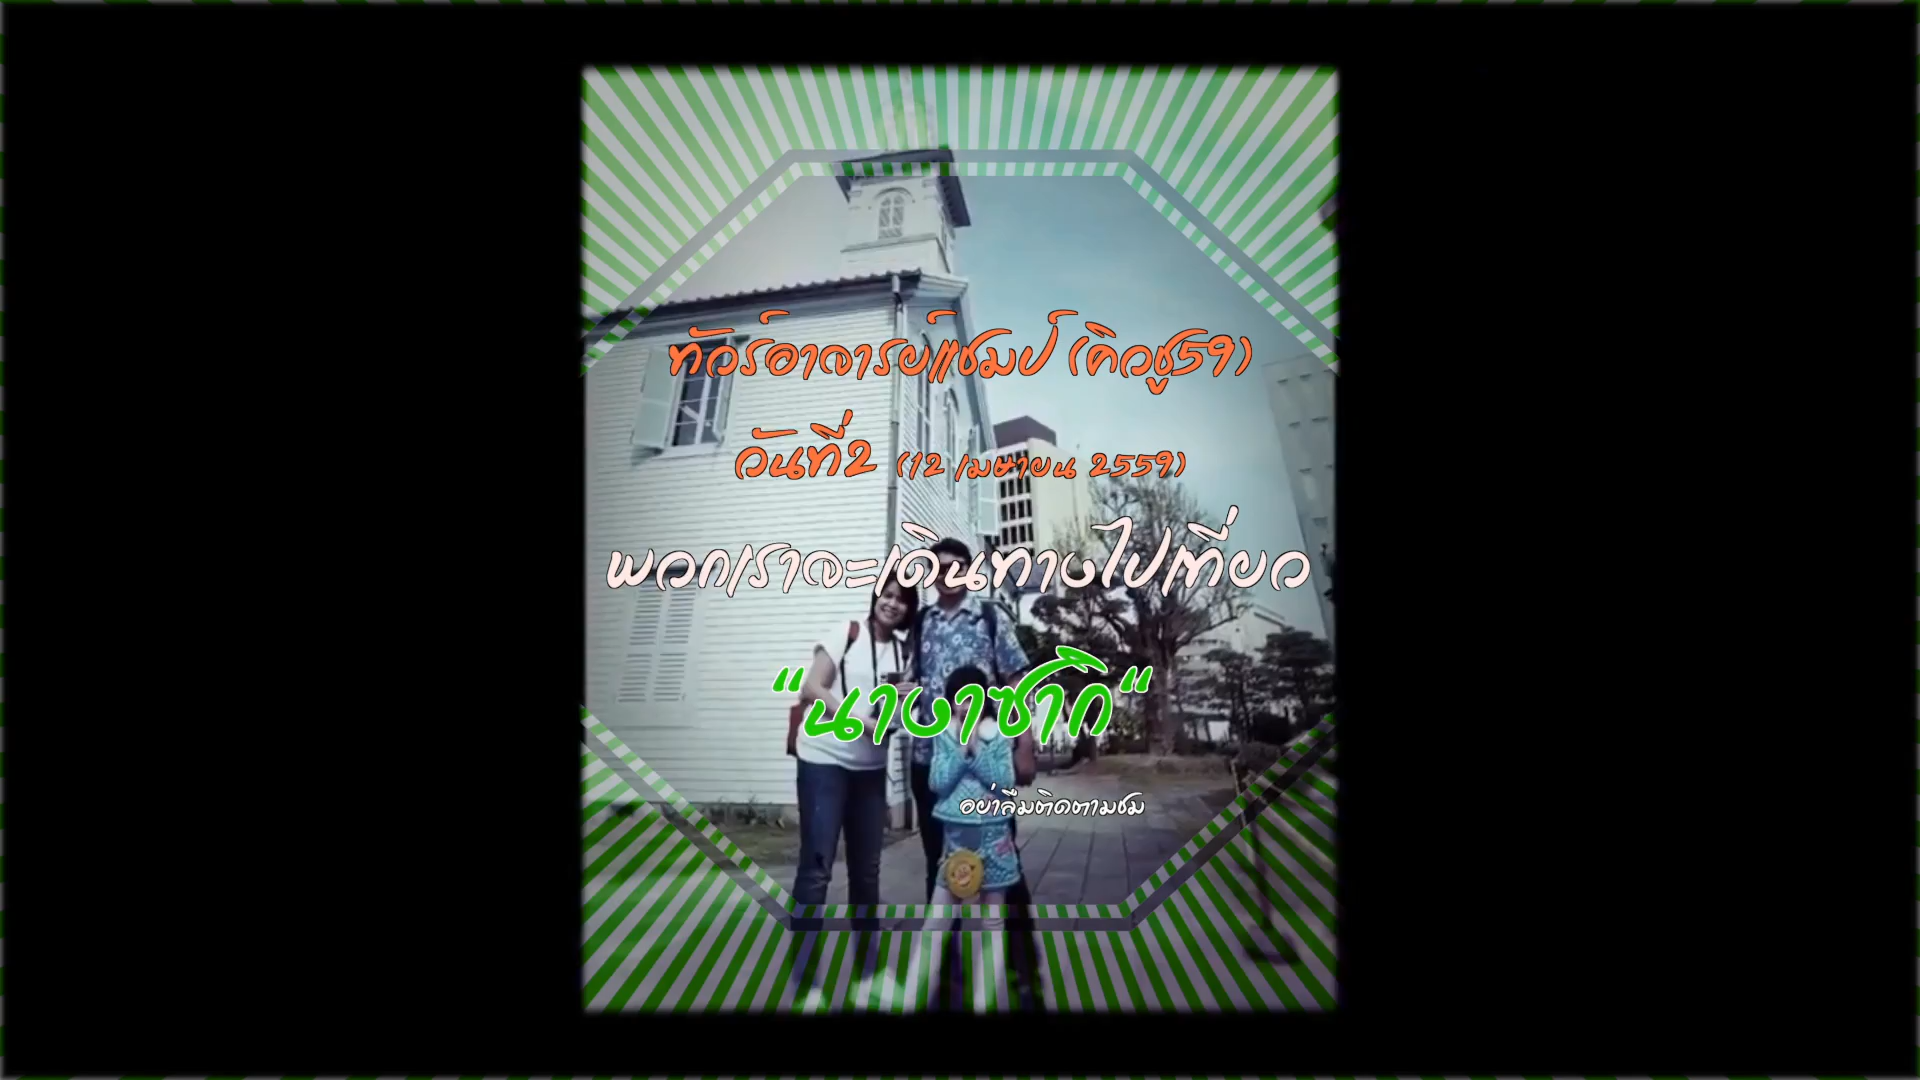 ทัวร์อาจารย์แชมป์ (คิวชู59)
วันที่2 (12 เมษายน 2559)
พวกเราจะเดินทางไปเที่ยว
“นางาซากิ“
อย่าลืมติดตามชม